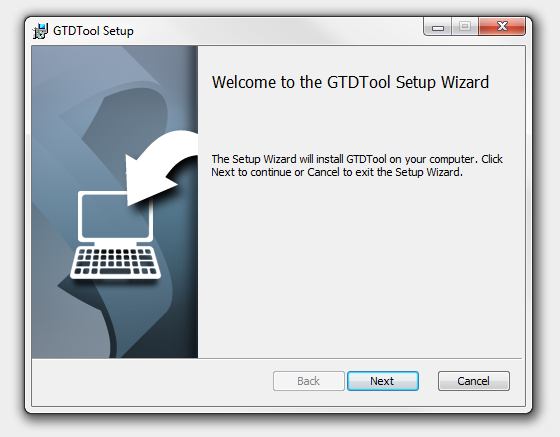 GTDTool Setup
Welcome to the GTDTool Setup Wizard
The Setup Wizard will install GTDTool on your computer. Click
Next to continue or Cancel to exit the Setup Wizard.
Back
Next
Cancel